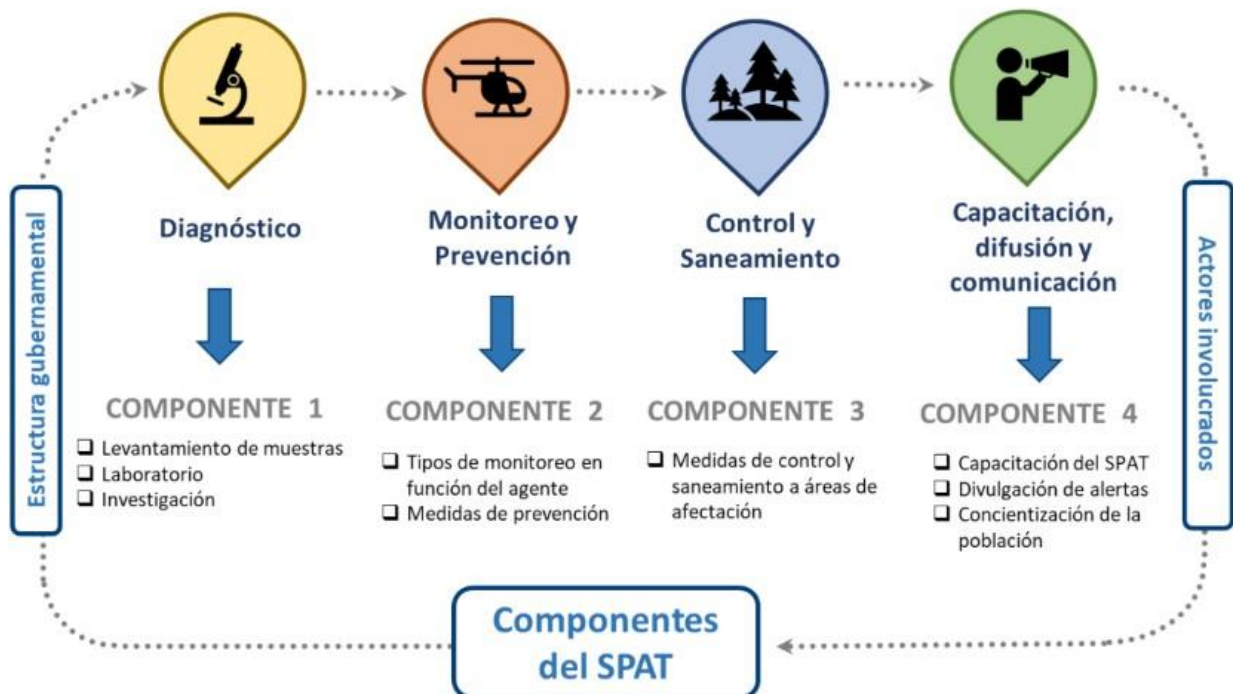 Estructura gubernamental
Diagnóstico
COMPONENTE 1
❑ Levantamiento de muestras
❑ Laboratorio
❑ Investigación
Monitoreo y
Prevención
COMPONENTE 2
❑ Tipos de monitoreo en
función del agente
❑ Medidas de prevención
Control y
Saneamiento
COMPONENTE 3
❑ Medidas de control y
saneamiento a áreas de
afectación
Capacitación,
difusión y
comunicación
COMPONENTE 4
❑ Capacitación del SPAT
❑ Divulgación de alertas
❑ Concientización de la
población
Actores involucrados
Componentes
del SPAT